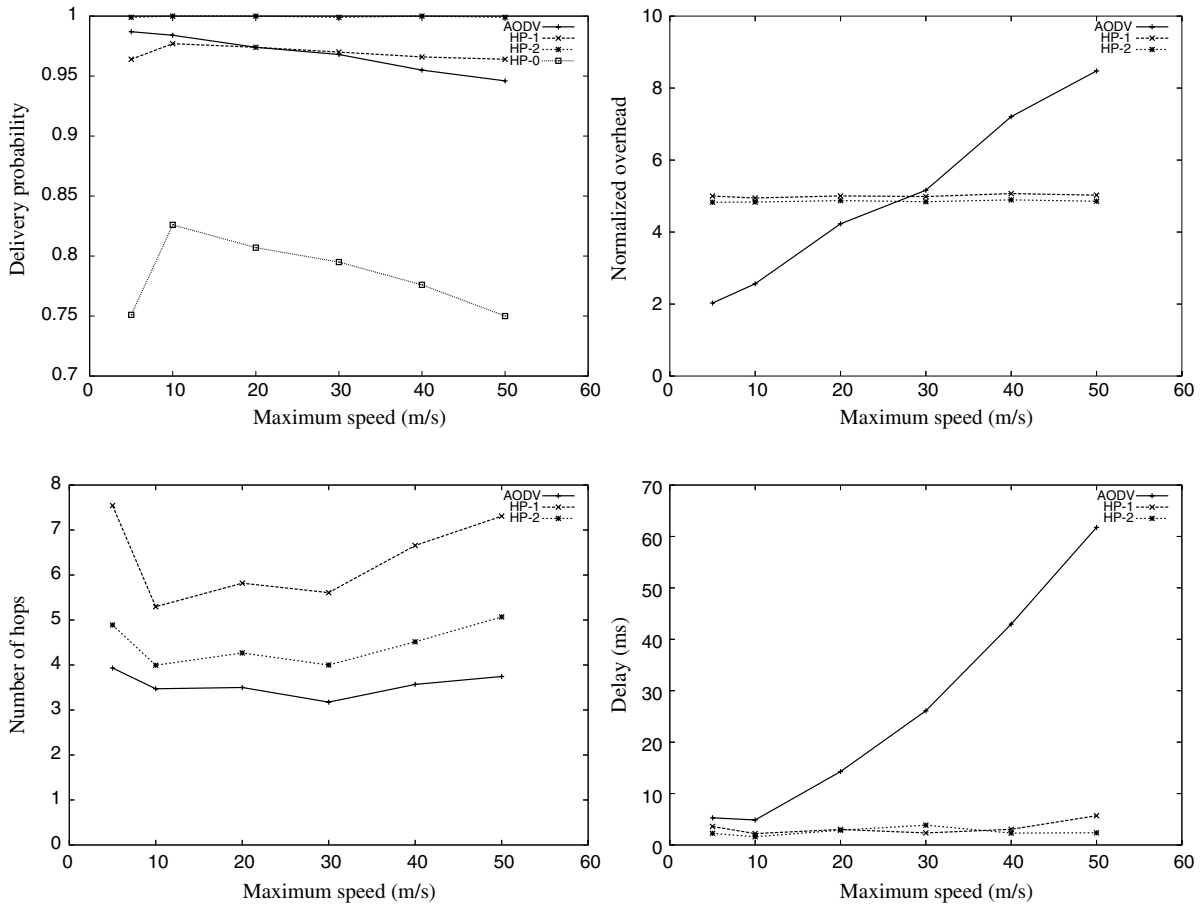 1
0.95
0.9
0.85
0.8
0.75
0.7
0 10 20 30 40 50 60
Delivery probability
Maximum speed (m/s)
AODV
HP-1
HP-2
HP-0
10
8
6
4
2
0
0 10 20 30 40 50 60
Normalized overhead
Maximum speed (m/s)
AODV
HP-1
HP-2
8
7
6
5
4
3
2
1
0
0 10 20 30 40 50 60
Number of hops
Maximum speed (m/s)
AODV
HP-1
HP-2
70
60
50
40
30
20
10
0
0 10 20 30 40 50 60
Delay (ms)
Maximum speed (m/s)
AODV
HP-1
HP-2